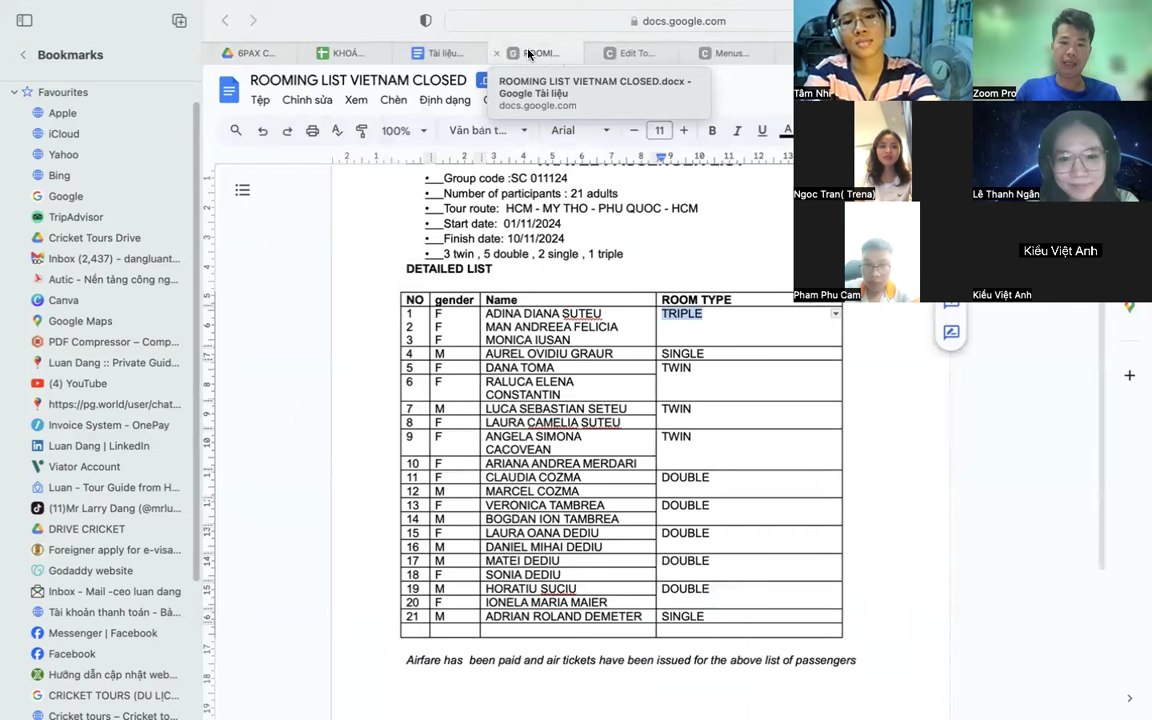 docs.google.com
Bookmarks
Favourites
Apple
iCloud
Yahoo
Bing
Google
TripAdvisor
Cricket Tours Drive
Inbox (2,437) - dangluant...
Autic - Nền tảng công ng...
Canva
Google Maps
PDF Compressor – Comp...
Luan Dang :: Private Guid...
(4) YouTube
https://pg.world/user/chat...
Invoice System - OnePay
Luan Dang | LinkedIn
Viator Account
Luan - Tour Guide from H...
(11)Mr Larry Dang (@mrlu...
DRIVE CRICKET
Foreigner apply for e-visa...
Godaddy website
Inbox - Mail -ceo luan dang
Tài khoản thanh toán - Bả...
Messenger | Facebook
Facebook
Hướng dẫn cập nhật web...
CRICKET TOURS (DU LỊC...
Cricket tours – Cricket to...
6PAX C...
KHOÁ...
Tài liệu...
Edit To...
Menus...
ROOMING LIST VIETNAM CLOSED
Tệp Chỉnh sửa Xem Chèn Định dạng
ROOMING LIST VIETNAM CLOSED.docx -
Google Tài liệu
docs.google.com
100% Văn bản t... Arial 11 B I U A
2 1 1 2 4 5 6 7 8 9 10 11 12 13
• Group code :SC 011124
• Number of participants : 21 adults
• Tour route: HCM - MY THO - PHU QUOC - HCM
• Start date: 01/11/2024
• Finish date: 10/11/2024
• 3 twin , 5 double , 2 single , 1 triple
DETAILED LIST
NO gender Name ROOM TYPE
1 F ADINA DIANA SUTEU TRIPLE
2 F MAN ANDREEA FELICIA
3 F MONICA IUSAN
4 M AUREL OVIDIU GRAUR SINGLE
5 F DANA TOMA TWIN
6 F RALUCA ELENA
CONSTANTIN
7 M LUCA SEBASTIAN SETEU TWIN
8 F LAURA CAMELIA SUTEU
9 F ANGELA SIMONA TWIN
CACOVEAN
10 F ARIANA ANDREA MERDARI
11 F CLAUDIA COZMA DOUBLE
12 M MARCEL COZMA
13 F VERONICA TAMBREA DOUBLE
14 M BOGDAN ION TAMBREA
15 F LAURA OANA DEDIU DOUBLE
16 M DANIEL MIHAI DEDIU
17 M MATEI DEDIU DOUBLE
18 F SONIA DEDIU
19 M HORATIU SUCIU DOUBLE
20 F IONELA MARIA MAIER
21 M ADRIAN ROLAND DEMETER SINGLE
Airfare has been paid and air tickets have been issued for the above list of passengers
Tâm Nhi
Zoom Pro
Ngoc Tran( Trena)
Lê Thanh Ngân
Kiều Việt Anh
Pham Phu Cam
Kiều Việt Anh